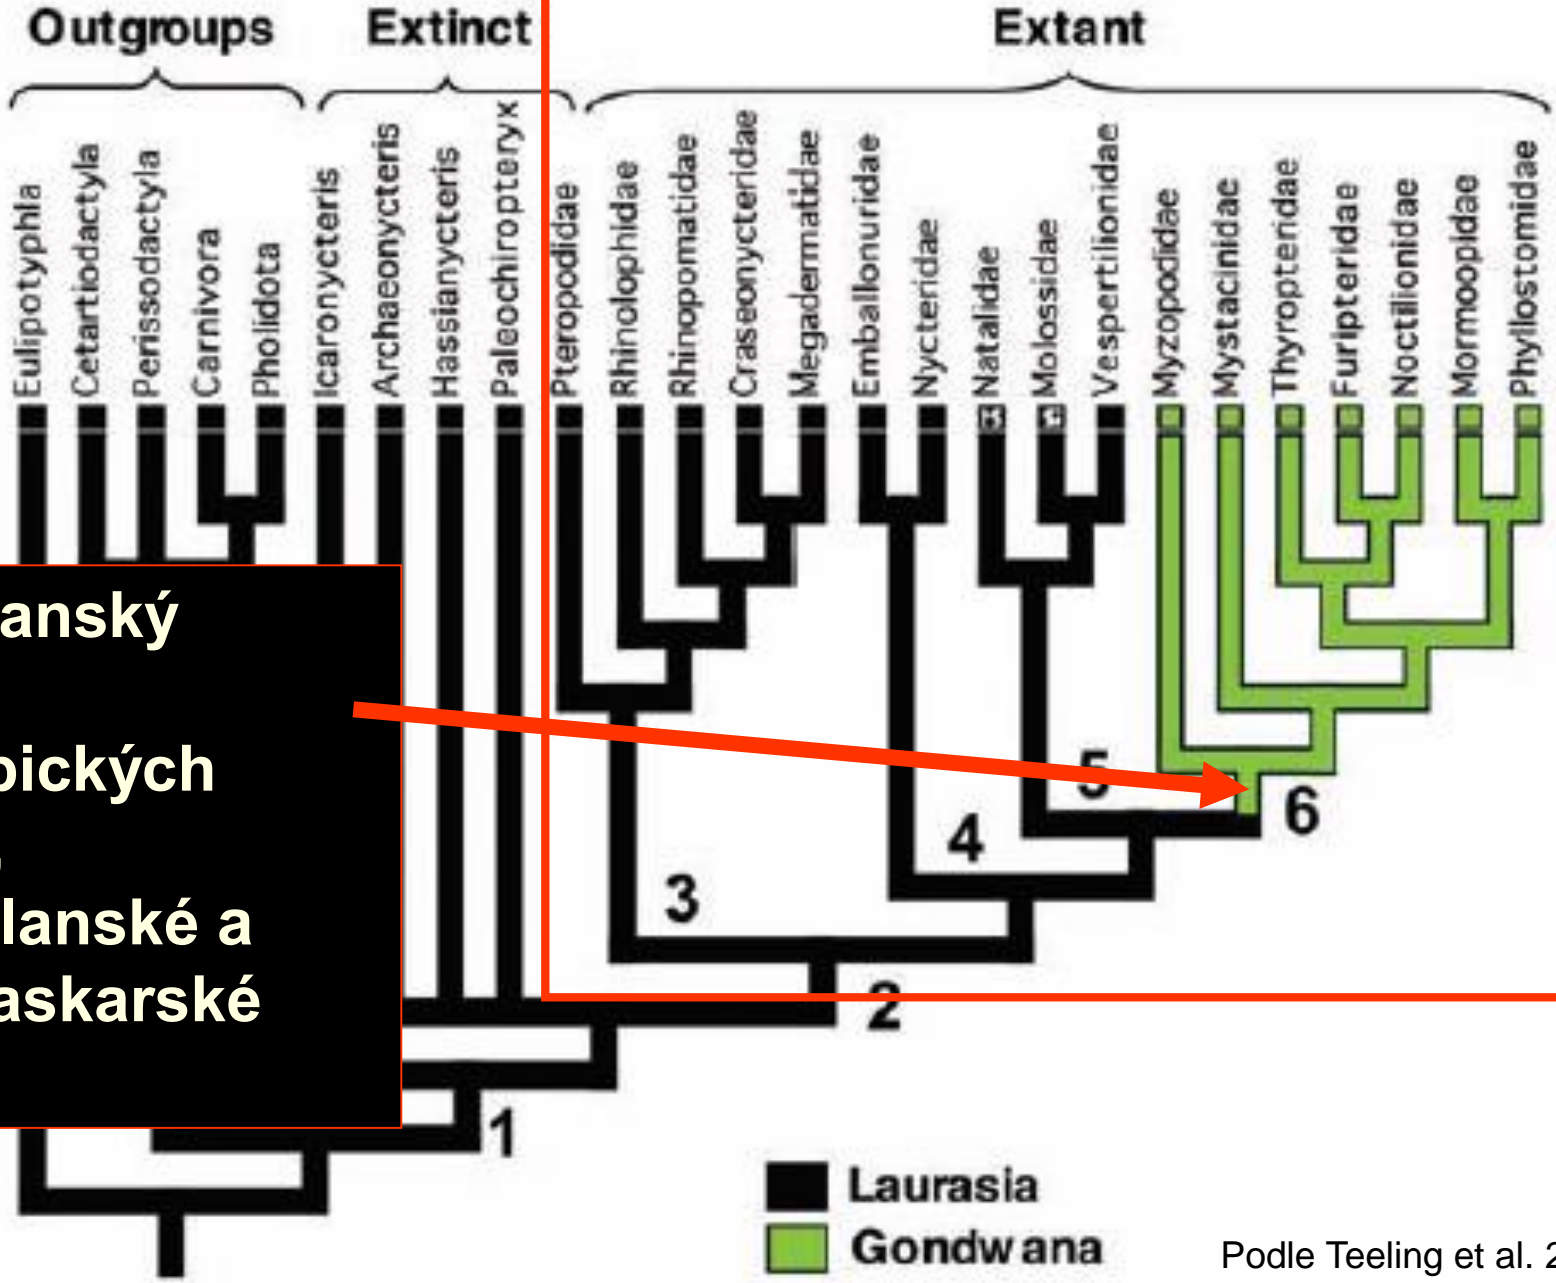 Outgroups
Extinct
Extant
Eulipotyphla
Cetartiodactyla
Perissodactyla
Carnivora
Pholidota
Icaronycteris
Archaeonycteris
Hassianycteris
Paleochiropteryx
Pteropodidae
Rhinolophidae
Rhinopomatidae
Craseonycteridae
Megadermatidae
Emballonuridae
Nycteridae
Natalidae
Molossidae
Vespertilionidae
Myzopodidae
Mystacinidae
Thyropteridae
Furipteridae
Noctilionidae
Mormoopidae
Phyllostomidae
anský
pických
,
lanské a
askarské
5
6
4
3
2
1
Laurasia
Gondwana
Podle Teeling et al. 2